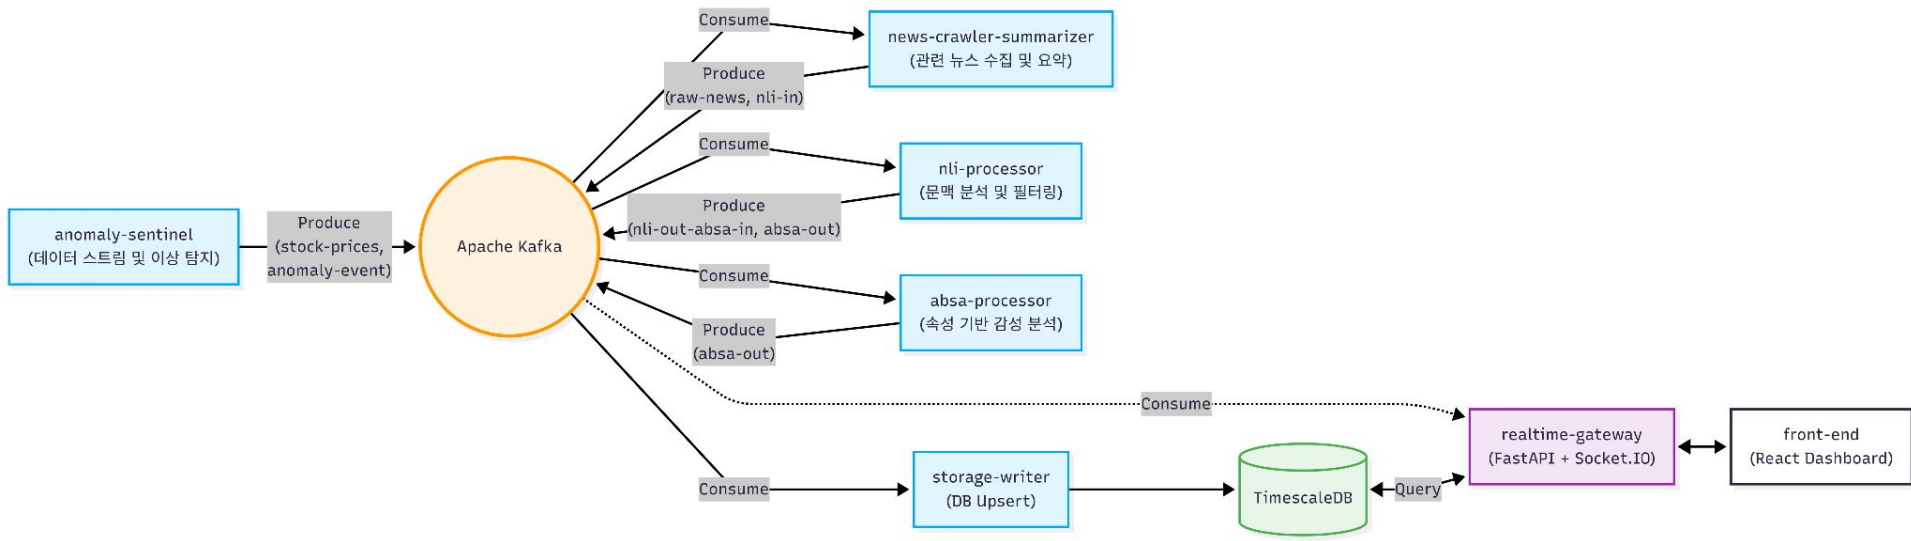 Consume
news-crawler-summarizer
(관련 뉴스 수집 및 요약)
Produce
(raw-news, nli-in)
Consume
nli-processor
(문맥 분석 및 필터링)
Produce
(nli-out-absa-in, absa-out)
anomaly-sentinel
(데이터 스트림 및 이상 탐지)
Produce
(stock-prices,
anomaly-event)
Apache Kafka
Consume
absa-processor
(속성 기반 감성 분석)
Produce
(absa-out)
Consume
realtime-gateway
(FastAPI + Socket.IO)
front-end
(React Dashboard)
Consume
storage-writer
(DB Upsert)
TimescaleDB
Query